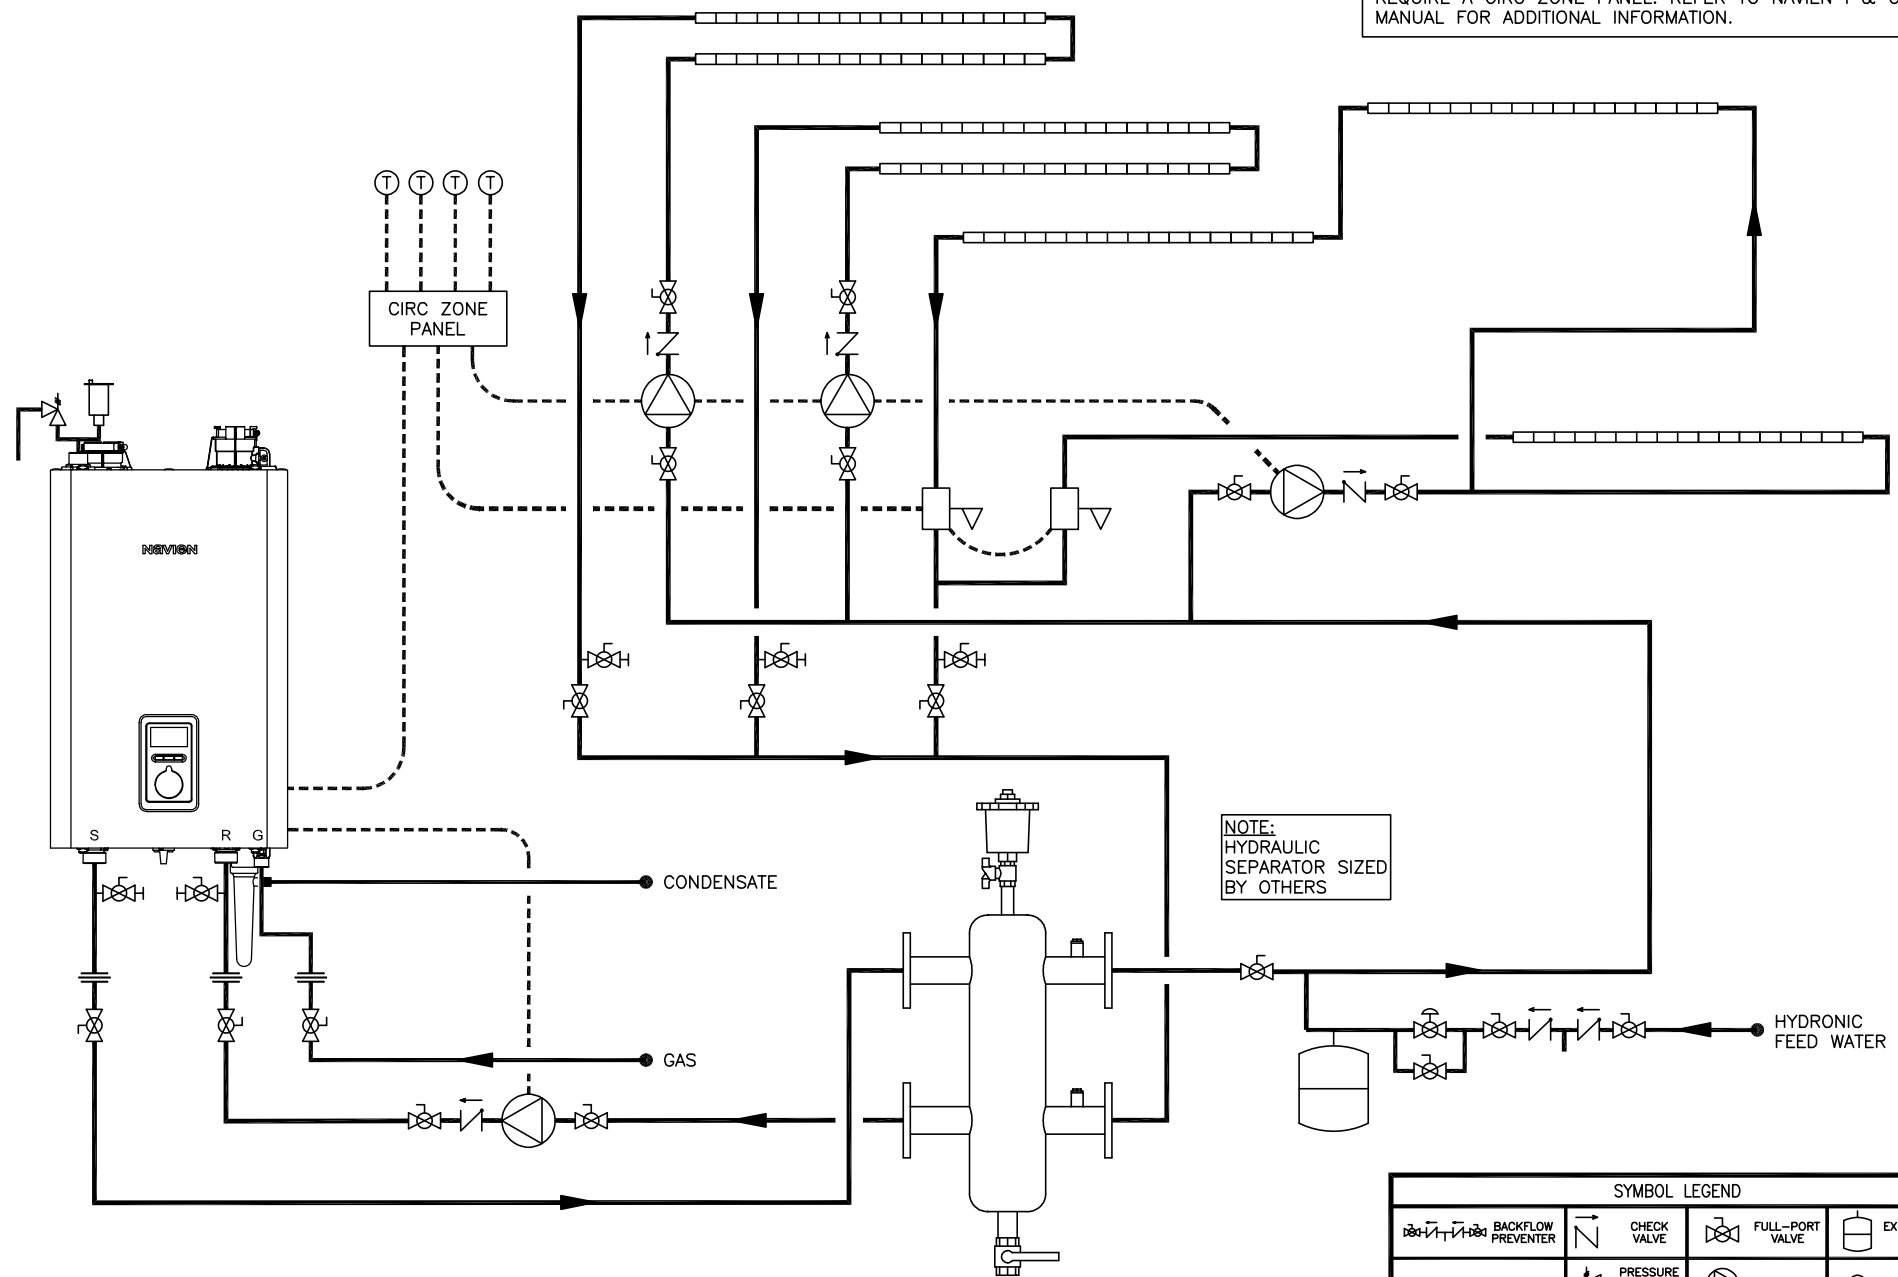 MANUAL FOR ADDITIONAL INFORMATION.
T T T T
CIRC ZONE
PANEL
NAVIEN
S R G
NOTE:
HYDRAULIC
SEPARATOR SIZED
BY OTHERS
CONDENSATE
GAS
HYDRONIC
FEED WATER
SYMBOL LEGEND
BACKFLOW
PREVENTER
CHECK
VALVE
FULL-PORT
VALVE
EX
PRESSURE